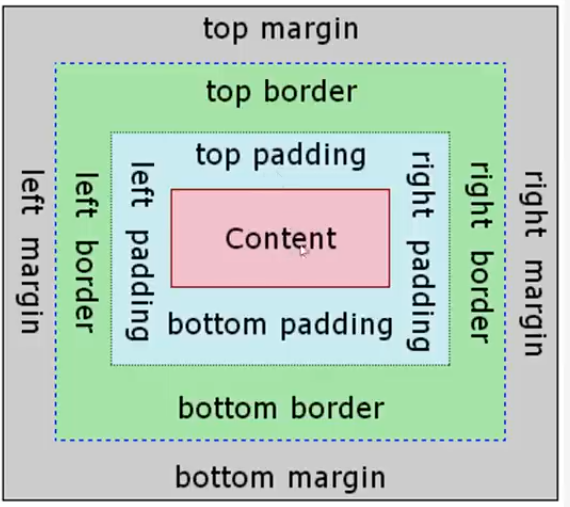 top margin
top border
top padding
left margin
left border
left padding
Content
right padding
right border
right margin
bottom padding
bottom border
bottom margin